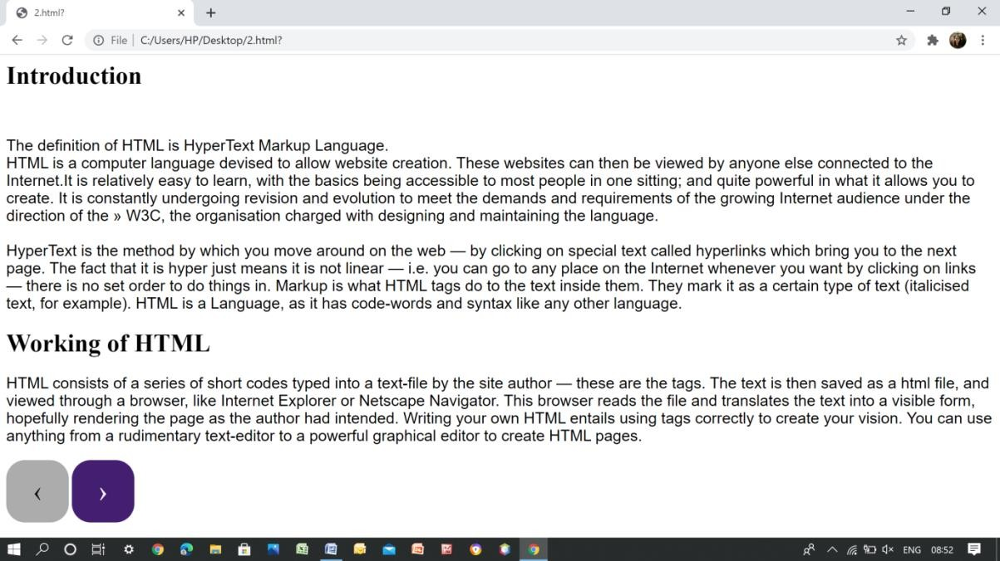 2.html?
File | C:/Users/HP/Desktop/2.html?
Introduction
The definition of HTML is HyperText Markup Language.
HTML is a computer language devised to allow website creation. These websites can then be viewed by anyone else connected to the
Internet.It is relatively easy to learn, with the basics being accessible to most people in one sitting; and quite powerful in what it allows you to
create. It is constantly undergoing revision and evolution to meet the demands and requirements of the growing Internet audience under the
direction of the » W3C, the organisation charged with designing and maintaining the language.
HyperText is the method by which you move around on the web — by clicking on special text called hyperlinks which bring you to the next
page. The fact that it is hyper just means it is not linear — i.e. you can go to any place on the Internet whenever you want by clicking on links
— there is no set order to do things in. Markup is what HTML tags do to the text inside them. They mark it as a certain type of text (italicised
text, for example). HTML is a Language, as it has code-words and syntax like any other language.
Working of HTML
HTML consists of a series of short codes typed into a text-file by the site author — these are the tags. The text is then saved as a html file, and
viewed through a browser, like Internet Explorer or Netscape Navigator. This browser reads the file and translates the text into a visible form,
hopefully rendering the page as the author had intended. Writing your own HTML entails using tags correctly to create your vision. You can use
anything from a rudimentary text-editor to a powerful graphical editor to create HTML pages.
‹ ›
ENG 08:52